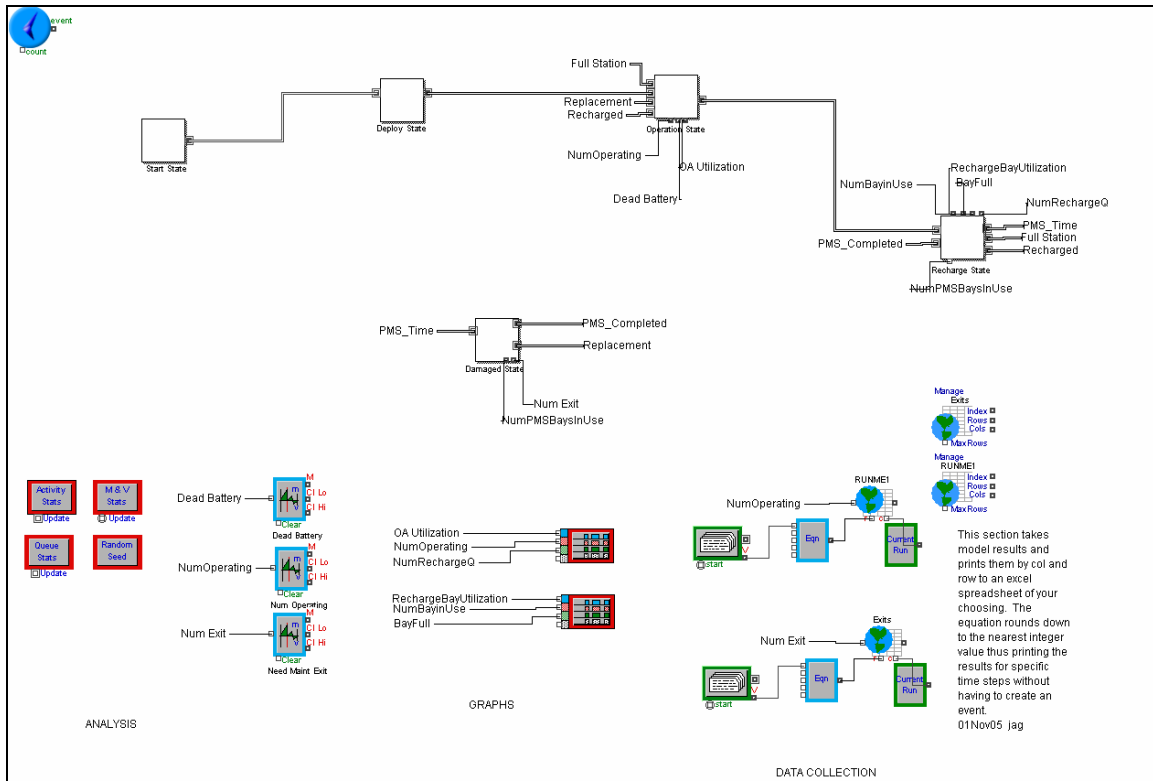 event
count
Full Station
Replacement
Recharged
Deploy State
Operation State
Start State
NumOperating
OA Utilization
Dead Battery
RechargeBayUtilization
NumBayinUse
BayFull
NumRechargeQ
PMS_Time
PMS_Completed
Full Station
Recharged
Recharge State
NumPMSBaysInUse
PMS_Time
PMS_Completed
Replacement
Damaged State
Num Exit
NumPMSBaysInUse
Manage
Exits
Index
Rows
Cols
Max Rows
Manage
RUNME1
Index
Rows
Cols
Max Rows
Activity
Stats
Update
M & V
Stats
Update
Queue
Stats
Update
Random
Seed
Dead Battery
m
M
CI Lo
CI Hi
Clear
Dead Battery
NumOperating
m
M
CI Lo
CI Hi
Clear
Num Operating
Num Exit
m
M
CI Lo
CI Hi
Clear
Need Maint Exit
ANALYSIS
OA Utilization
NumOperating
NumRechargeQ
RechargeBayUtilization
NumBayinUse
BayFull
GRAPHS
RUNME1
NumOperating
V
start
Eqn
F C
Current
Run
Exits
Num Exit
V
start
Eqn
F C
Current
Run
DATA COLLECTION
This section takes
model results and
prints them by col and
row to an excel
spreadsheet of your
choosing. The
equation rounds down
to the nearest integer
value thus printing the
results for specific
time steps without
having to create an
event.
01Nov05 jag